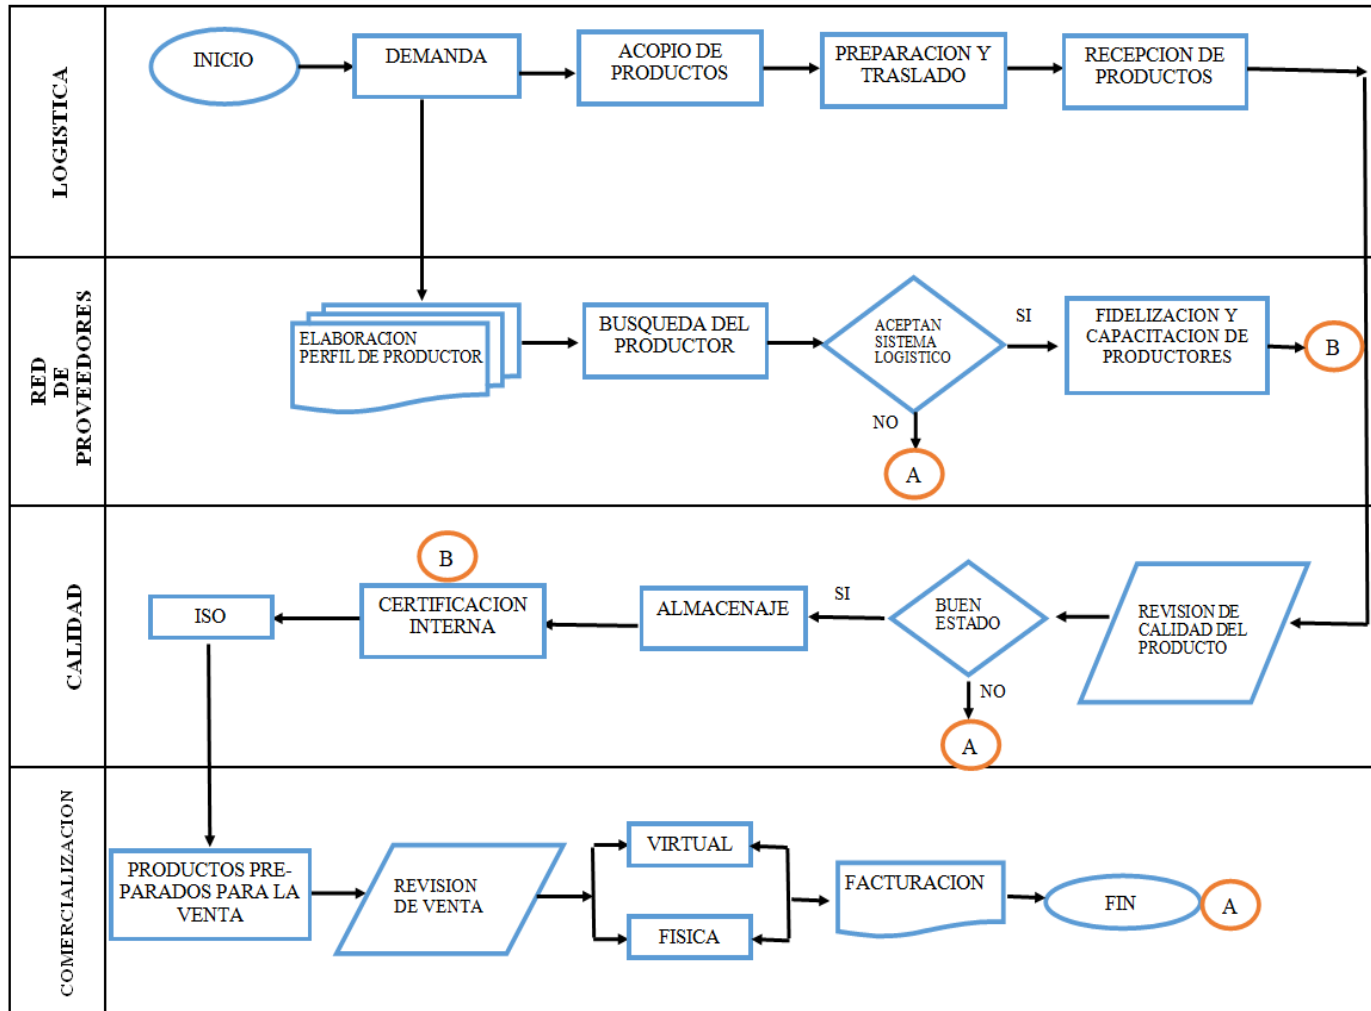 LOGISTICA
INICIO
DEMANDA
ACOPIO DE
PRODUCTOS
PREPARACION Y
TRASLADO
RECEPCION DE
PRODUCTOS
RED
DE
PROVEEDORES
ELABORACION
PERFIL DE PRODUCTOR
BUSQUEDA DEL
PRODUCTOR
ACEPTAN
SISTEMA
LOGISTICO
SI
NO
A
FIDELIZACION Y
CAPACITACION DE
PRODUCTORES
B
CALIDAD
ISO
B
CERTIFICACION
INTERNA
ALMACENAJE
SI
BUEN
ESTADO
NO
A
REVISION DE
CALIDAD DEL
PRODUCTO
COMERCIALIZACION
PRODUCTOS PRE-
PARADOS PARA LA
VENTA
REVISION
DE VENTA
VIRTUAL
FISICA
FACTURACION
FIN
A